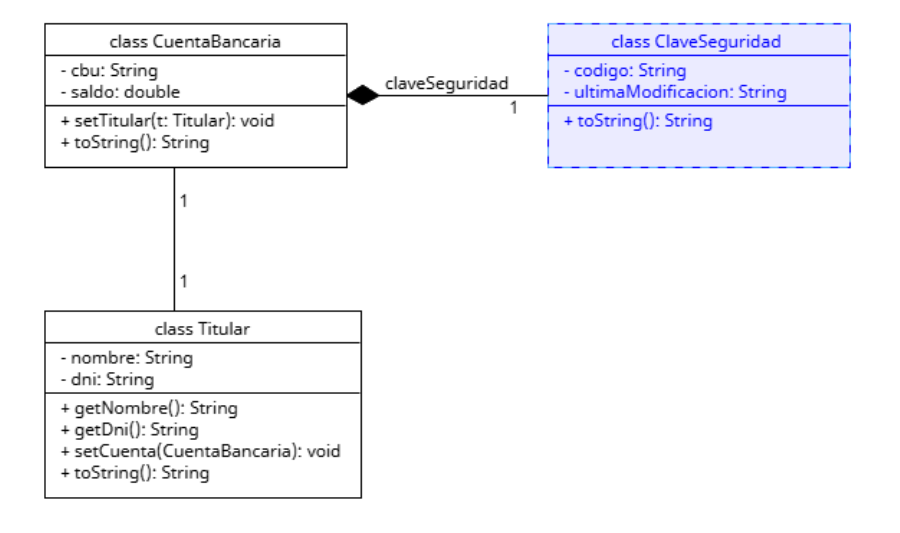 class CuentaBancaria
- cbu: String
- saldo: double
+ setTitular(t: Titular): void
+ toString(): String
claveSeguridad
1
class ClaveSeguridad
- codigo: String
- ultimaModificacion: String
+ toString(): String
1
1
class Titular
- nombre: String
- dni: String
+ getNombre(): String
+ getDni(): String
+ setCuenta(CuentaBancaria): void
+ toString(): String